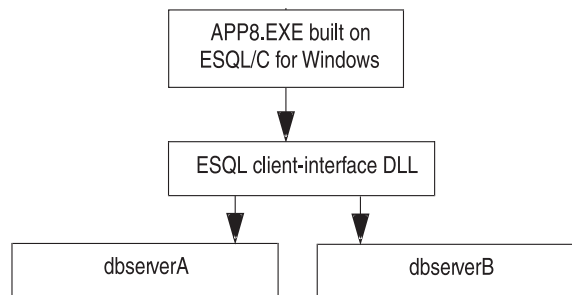 APP8.EXE built on
ESQL/C for Windows
ESQL client-interface DLL
dbserverA
dbserverB